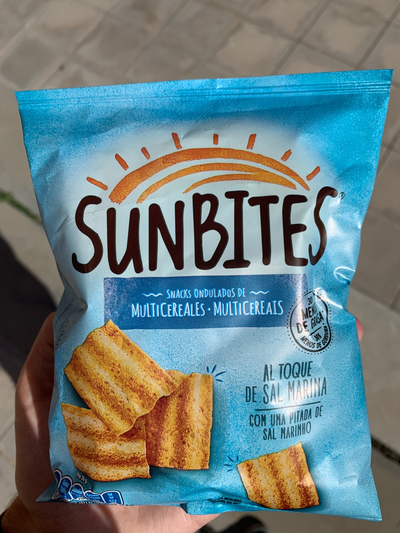 SUNBITES
SNACKS ONDULADOS DE
MULTICEREALES · MULTICEREAIS
AL TOQUE
DE SAL MARINA
COM UMA PITADA DE
SAL MARINHO